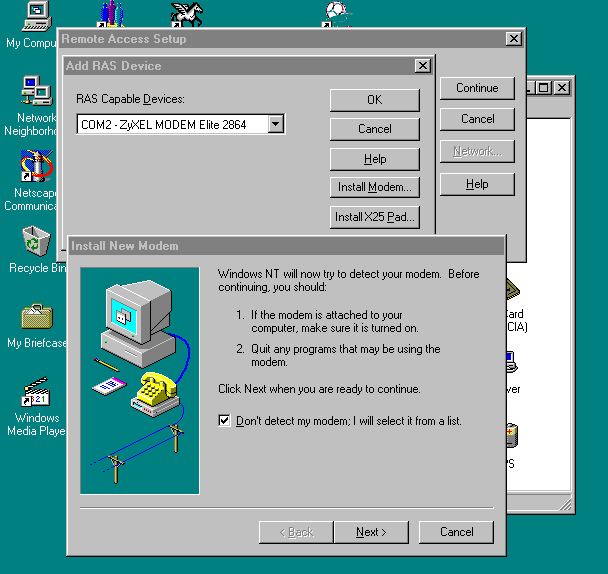 My Compu
Network
Neighborho
Netscape
Communica
Recycle Bin
My Briefcase
Windows
Media Playe
Remote Access Setup
Continue
Cancel
Network...
Help
Add RAS Device
RAS Capable Devices:
COM2 - ZyXEL MODEM Elite 2864
OK
Cancel
Help
Install Modem...
Install X25 Pad...
Install New Modem
Windows NT will now try to detect your modem. Before
continuing, you should:
1. If the modem is attached to your
computer, make sure it is turned on.
2. Quit any programs that may be using the
modem.
Click Next when you are ready to continue.
Don't detect my modem; I will select it from a list.
< Back
Next >
Cancel
Card
CIA)
ver
PS